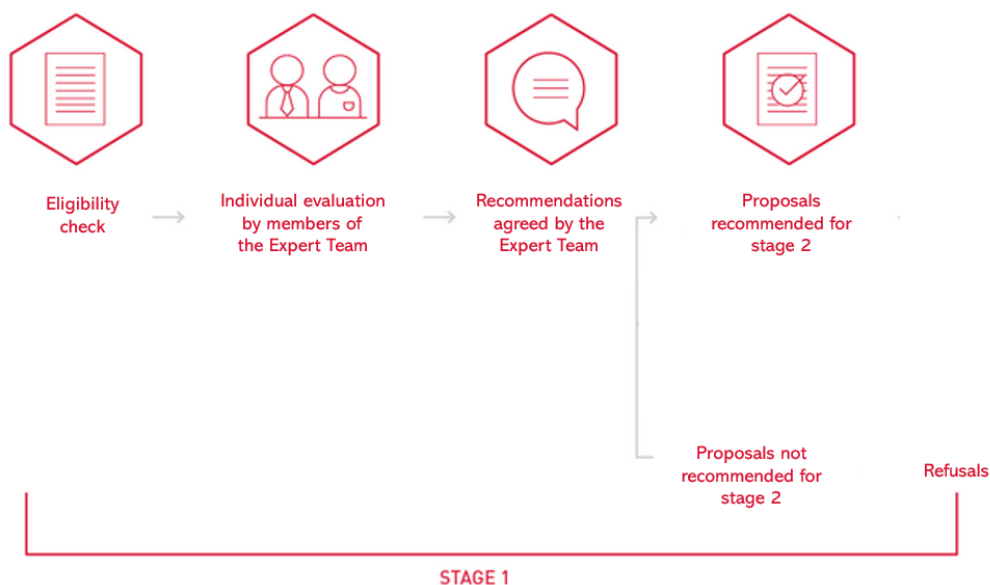 Eligibility
check
Individual evaluation
by members of
the Expert Team
Recommendations
agreed by the
Expert Team
Proposals
recommended for
stage 2
Proposals not
recommended for
stage 2
Refusals
STAGE 1